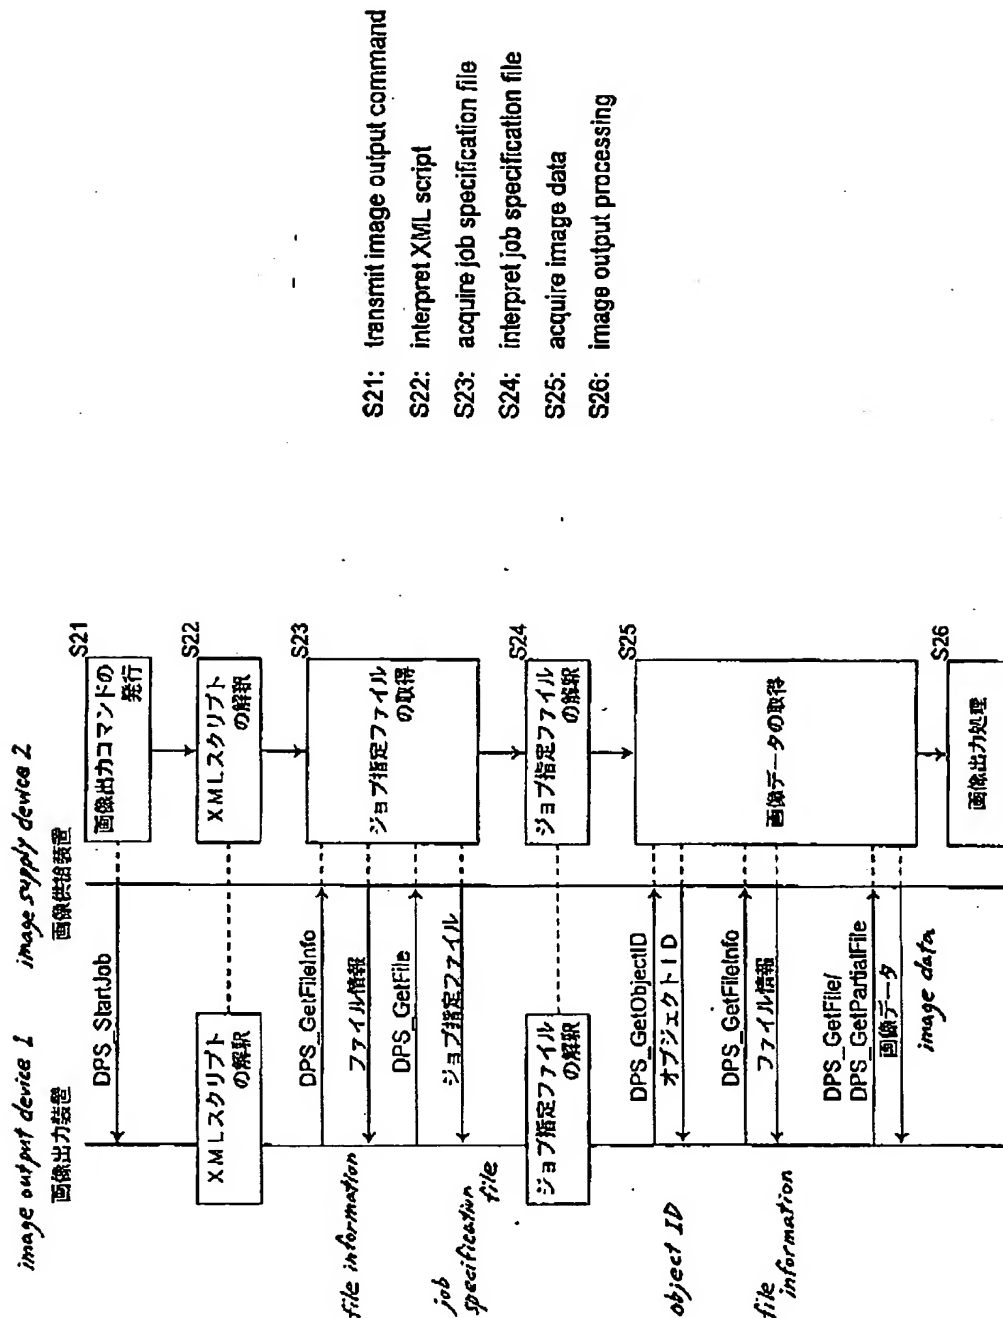 image output device 1
画像出力装置
image supply device 2
画像供給装置
DPS_StartJob
画像出力コマンドの
発行
S21
XMLスクリプト
の解釈
XMLスクリプト
の解釈
S22
DPS_GetFileInfo
ファイル情報
file information
DPS_GetFile
ジョブ指定ファイル
job
specification
file
ジョブ指定ファイル
の取得
S23
ジョブ指定ファイル
の解釈
ジョブ指定ファイル
の解釈
S24
DPS_GetObjectID
オブジェクトID
object ID
DPS_GetFileInfo
ファイル情報
file
information
DPS_GetFile/
DPS_GetPartialFile
画像データ
image data
画像データの取得
S25
画像出力処理
S26
S21: transmit image output command
S22: interpret XML script
S23: acquire job specification file
S24: interpret job specification file
S25: acquire image data
S26: image output processing